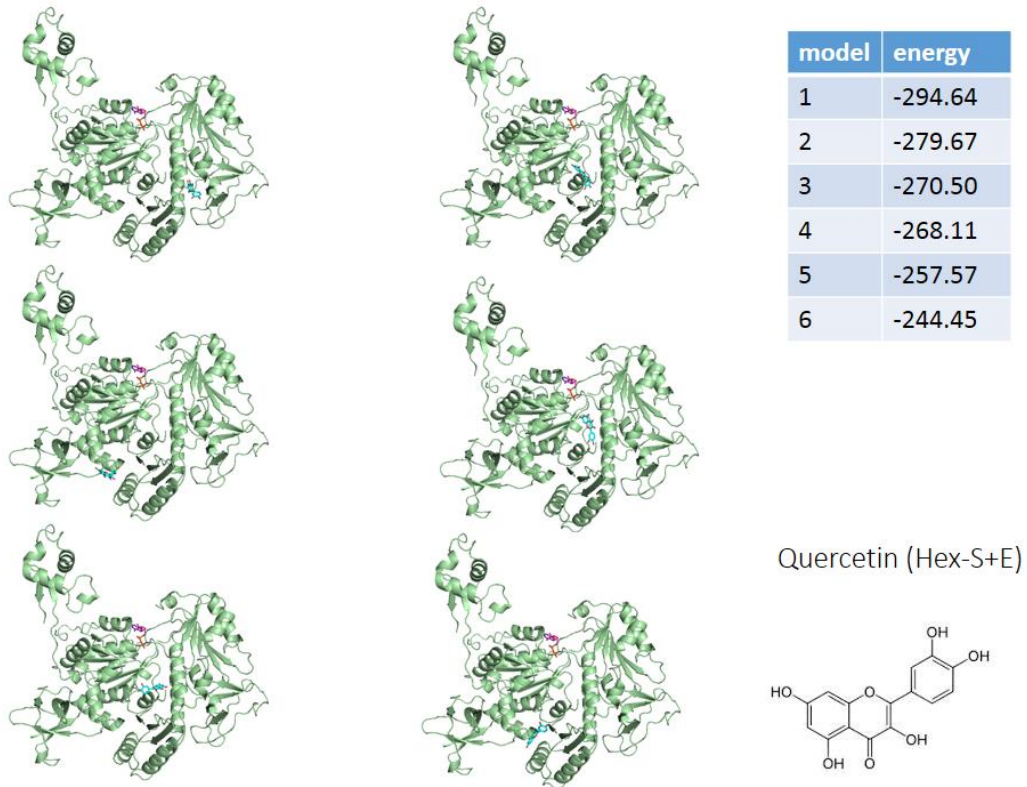 model energy
1 -294.64
2 -279.67
3 -270.50
4 -268.11
5 -257.57
6 -244.45
Quercetin (Hex-S+E)
OH
OH
HO
O
OH
OH O